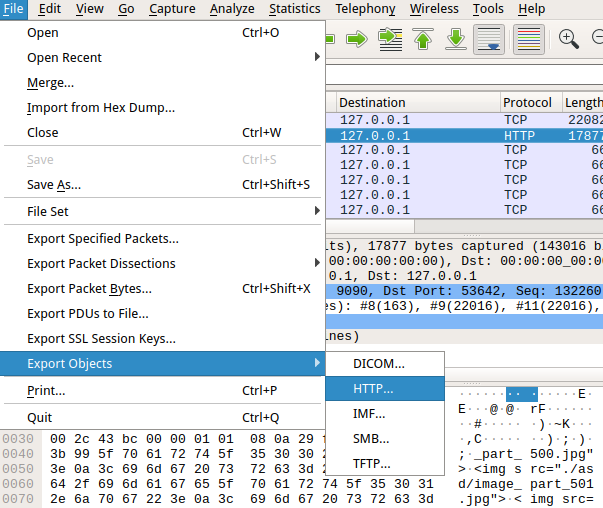 File Edit View Go Capture Analyze Statistics Telephony Wireless Tools Help
Open Ctrl+O
Open Recent
Merge...
Import from Hex Dump...
Close Ctrl+W
Save Ctrl+S
Save As... Ctrl+Shift+S
File Set
Export Specified Packets...
Export Packet Dissections
Export Packet Bytes... Ctrl+Shift+X
Export PDUs to File...
Export SSL Session Keys...
Export Objects
Print... Ctrl+P
Quit Ctrl+Q
DICOM...
HTTP...
IMF...
SMB...
TFTP...
Destination Protocol Length
127.0.0.1 TCP 22082
127.0.0.1 HTTP 17877
127.0.0.1 TCP 66
127.0.0.1 TCP 66
127.0.0.1 TCP 66
127.0.0.1 TCP 66
127.0.0.1 TCP 66
ts), 17877 bytes captured (143016 b
00:00:00:00:00), Dst: 00:00:00_00:00
0.1, Dst: 127.0.0.1
9090, Dst Port: 53642, Seq: 132260
es): #8(163), #9(22016), #11(22016),
ines)
0030 00 2c 43 bc 00 00 01 01 08 0a 29
0040 3b 99 5f 70 61 72 74 5f 35 30 30
0050 3e 0a 3c 69 6d 67 20 73 72 63 3d
0060 64 2f 69 6d 61 67 65 5f 70 61 72 74 5f 35 30 31
0070 2e 6a 70 67 22 3e 0a 3c 69 6d 67 20 73 72 63 3d
········ ·····E
E···@·@· rF······
··#····· ·)·~K···
·,C····· ··)·;·);·
·_part_ 500.jpg"
>·<img s rc="./as
d/image_ part_501
.jpg">·< img src=